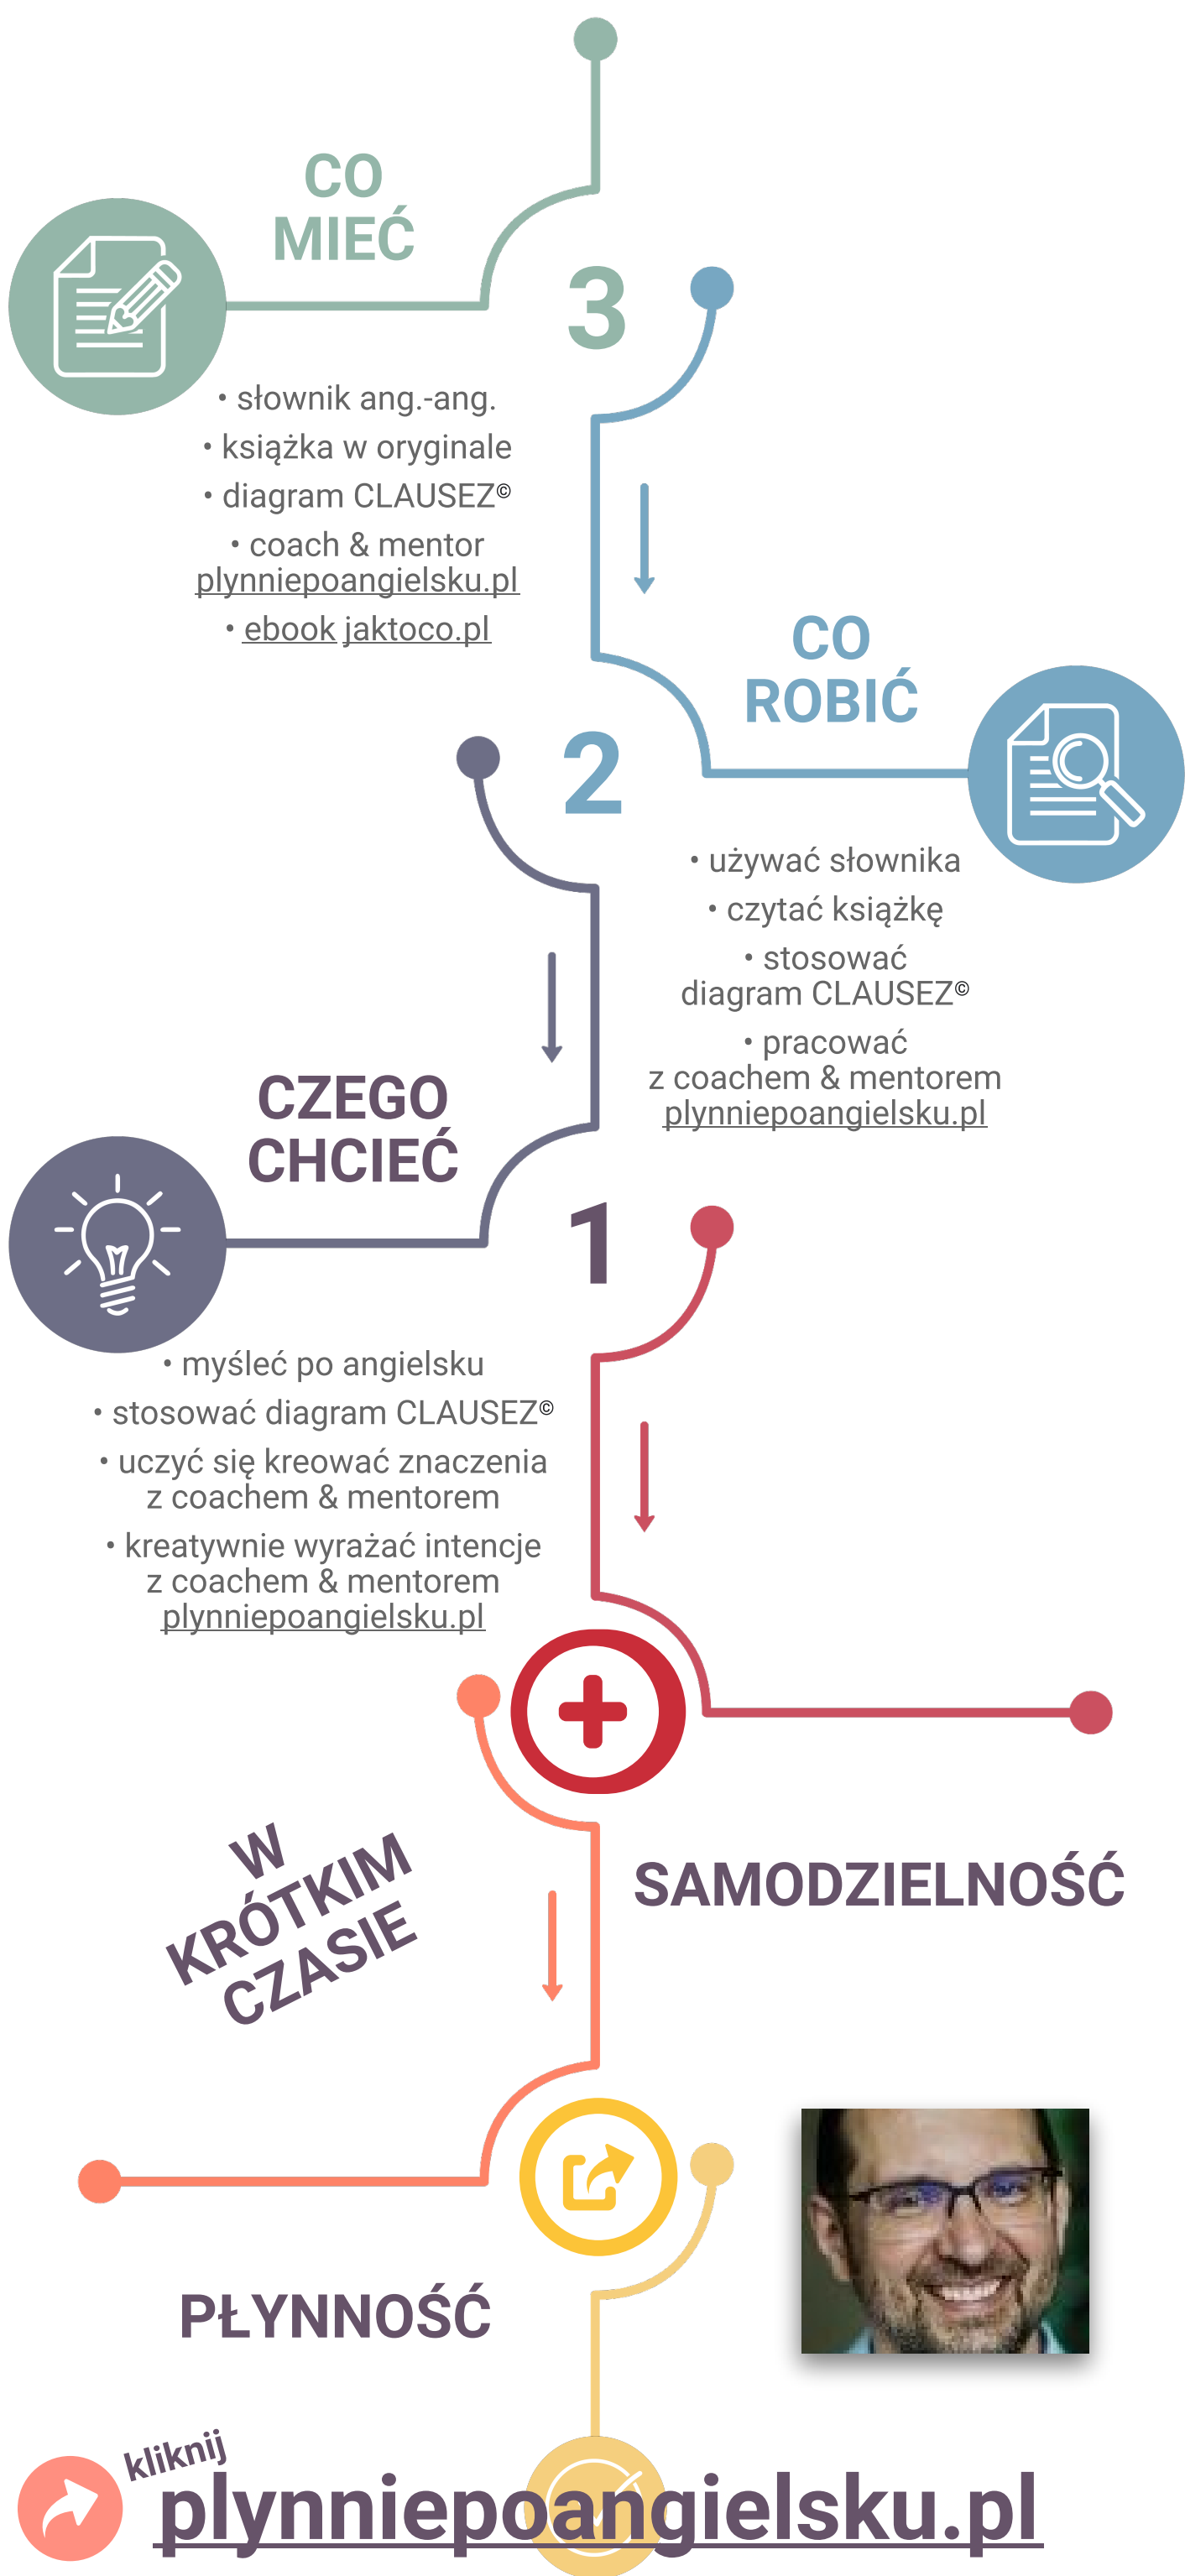 CO
MIEĆ
3
• słownik ang.-ang.
• książka w oryginale
• diagram CLAUSEZ©
• coach & mentor
plynniepoangielsku.pl
• ebook jaktoco.pl
CO
ROBIĆ
2
• używać słownika
• czytać książkę
• stosować
diagram CLAUSEZ©
• pracować
z coachem & mentorem
plynniepoangielsku.pl
CZEGO
CHCIEĆ
1
• myśleć po angielsku
• stosować diagram CLAUSEZ©
• uczyć się kreować znaczenia
z coachem & mentorem
• kreatywnie wyrażać intencje
z coachem & mentorem
plynniepoangielsku.pl
W
KRÓTKIM
CZASIE
SAMODZIELNOŚĆ
PŁYNNOŚĆ
kliknij
plynniepoangielsku.pl